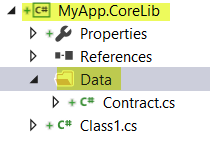 C# MyApp.CoreLib
Properties
References
Data
C# Contract.cs
C# Class1.cs